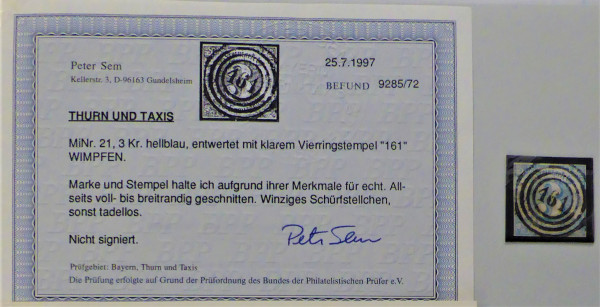 Peter Sem
Kellerstr. 3, D-96163 Gundelsheim
161
25.7.1997
BEFUND 9285/72
THURN UND TAXIS
MiNr. 21, 3 Kr. hellblau, entwertet mit klarem Vierringstempel "161"
WIMPFEN.
Marke und Stempel halte ich aufgrund ihrer Merkmale für echt. All-
seits voll- bis breitrandig geschnitten. Winziges Schürfstellchen,
sonst tadellos.
Nicht signiert.
Peter Sem
Prüfgebiet: Bayern, Thurn und Taxis
Die Prüfung erfolgte auf Grund der Prüfordnung des Bundes der Philatelistischen Prüfer e.V.
161